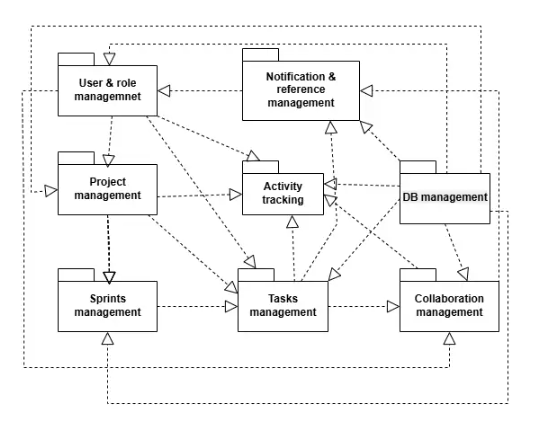 User & role
managemnet
Notification &
reference
management
Project
management
Activity
tracking
DB management
Sprints
management
Tasks
management
Collaboration
management